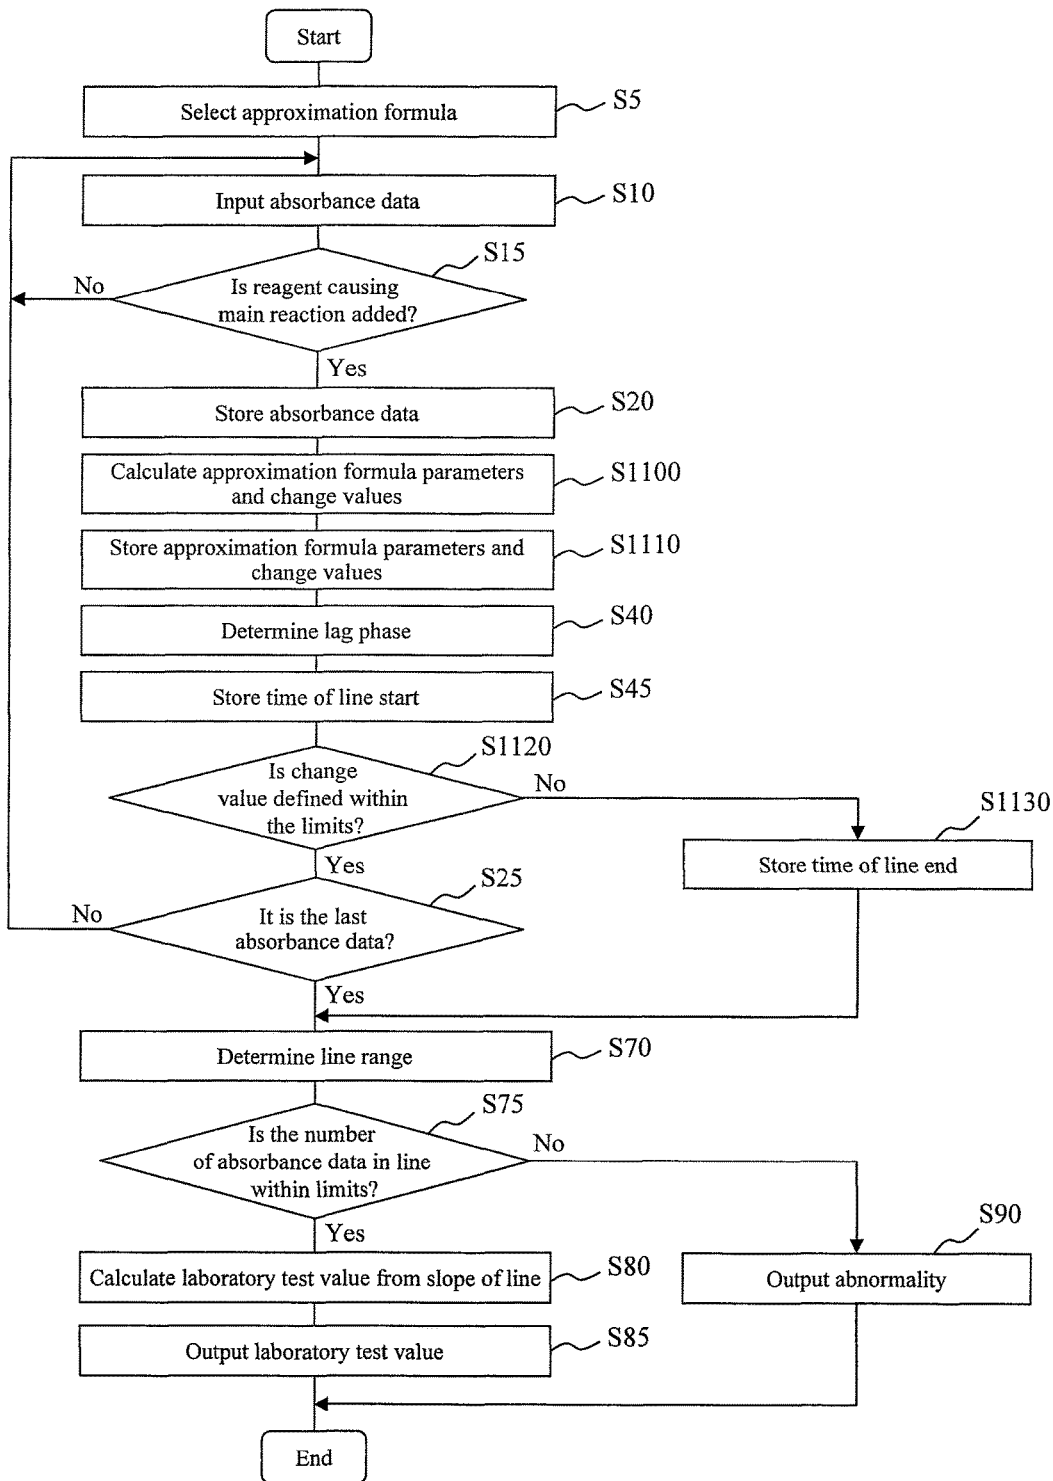 Start
Select approximation formula
S5
Input absorbance data
S10
S15
No
Is reagent causing
main reaction added?
Yes
Store absorbance data
S20
Calculate approximation formula parameters
and change values
S1100
Store approximation formula parameters and
change values
S1110
Determine lag phase
S40
Store time of line start
S45
S1120
Is change
value defined within
the limits?
No
S1130
Store time of line end
Yes
S25
No
It is the last
absorbance data?
Yes
Determine line range
S70
S75
Is the number
of absorbance data in line
within limits?
No
Yes
S90
Calculate laboratory test value from slope of line
S80
Output abnormality
Output laboratory test value
S85
End